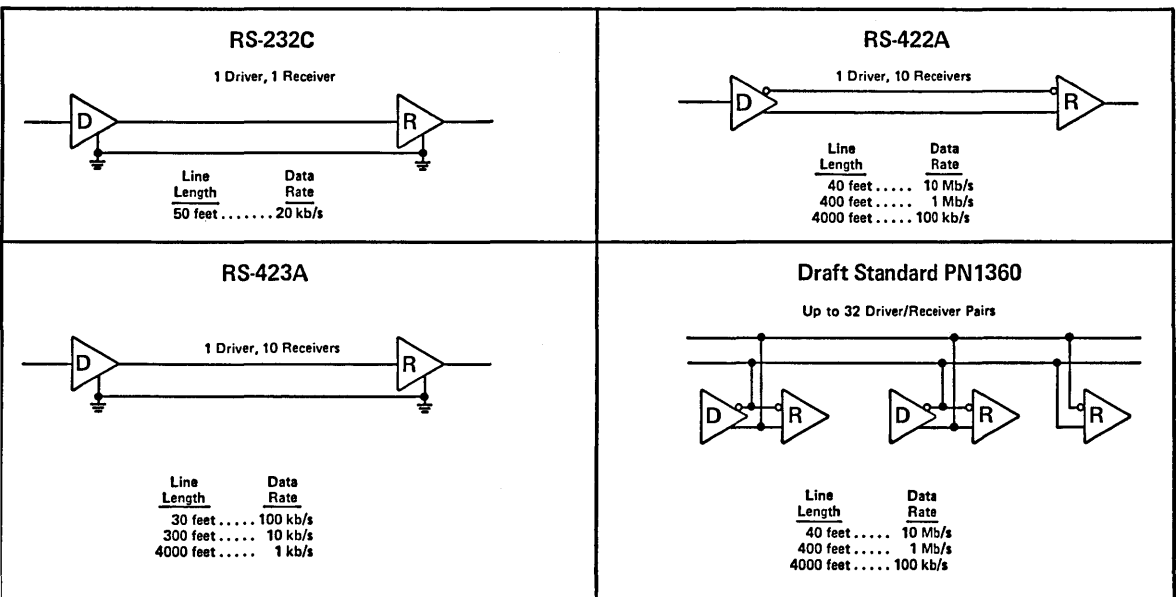 RS-232C
1 Driver, 1 Receiver
D
R
Line Data
Length Rate
50 feet.......20 kb/s
RS-422A
1 Driver, 10 Receivers
D
R
Line Data
Length Rate
40 feet..... 10 Mb/s
400 feet..... 1 Mb/s
4000 feet.....100 kb/s
RS-423A
1 Driver, 10 Receivers
D
R
Line Data
Length Rate
30 feet.....100 kb/s
300 feet..... 10 kb/s
4000 feet..... 1 kb/s
Draft Standard PN1360
Up to 32 Driver/Receiver Pairs
D R D R R
Line Data
Length Rate
40 feet..... 10 Mb/s
400 feet..... 1 Mb/s
4000 feet.....100 kb/s